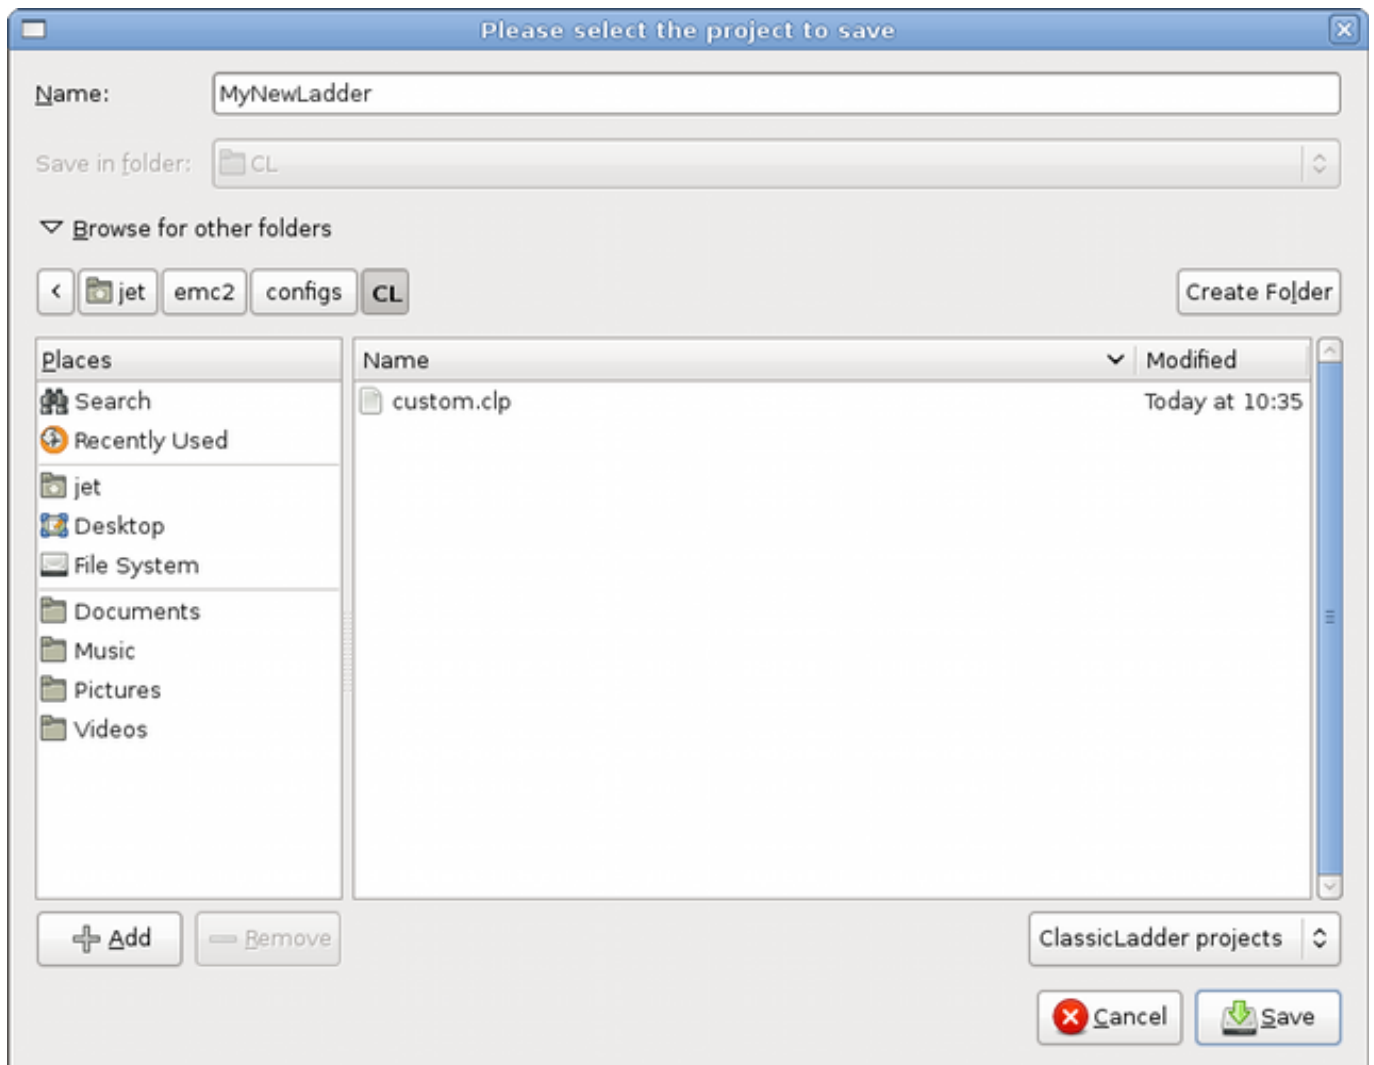 Please select the project to save
Name: MyNewLadder
Save in folder: CL
Browse for other folders
< jet emc2 configs CL Create Folder
Places Name Modified
Search custom.clp Today at 10:35
Recently Used
jet
Desktop
File System
Documents
Music
Pictures
Videos
Add Remove ClassicLadder projects
Cancel Save